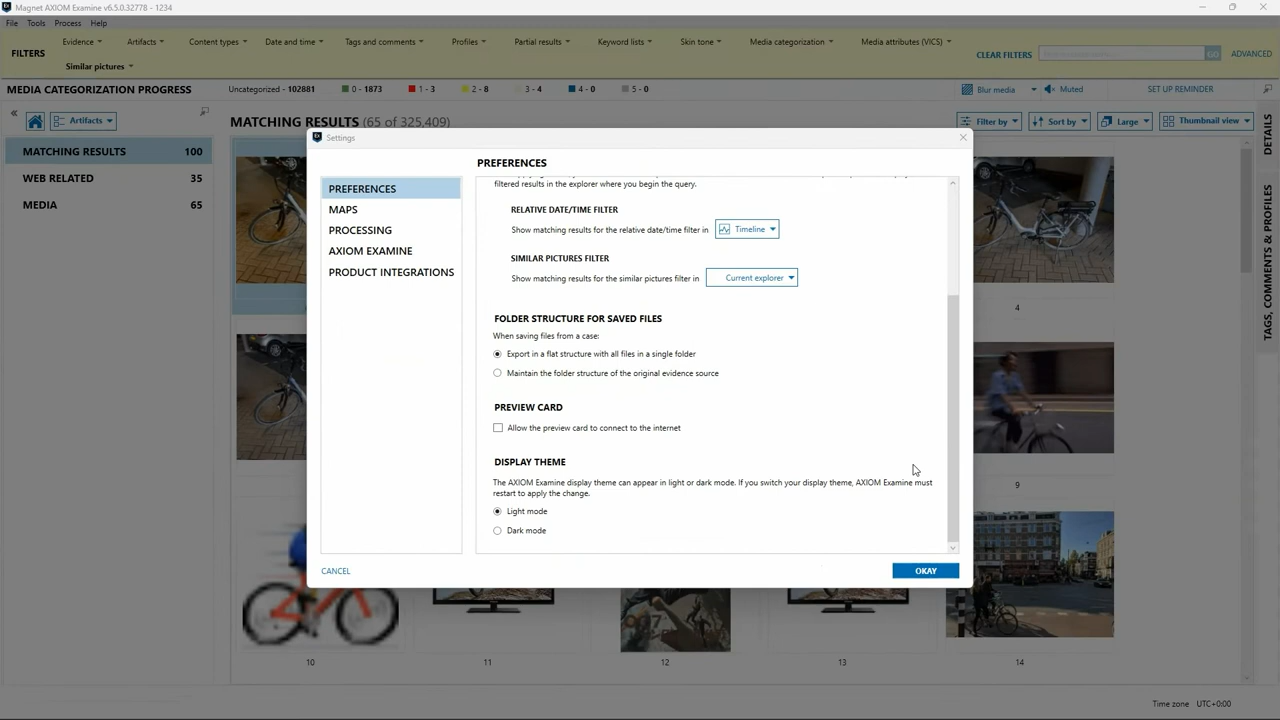 Magnet AXIOM Examine v6.5.0.32778 - 1234
File Tools Process Help
FILTERS
Evidence Artifacts Content types Date and time Tags and comments Profiles Partial results Keyword lists Skin tone Media categorization Media attributes (VICS)
CLEAR FILTERS GO ADVANCED
Similar pictures
MEDIA CATEGORIZATION PROGRESS Uncategorized - 102881 0 - 1873 1 - 3 2 - 8 3 - 4 4 - 0 5 - 0 Blur media Muted SET UP REMINDER
Artifacts
MATCHING RESULTS (65 of 325,409)
Filter by Sort by Large Thumbnail view
MATCHING RESULTS 100
WEB RELATED 35
MEDIA 65
Settings
PREFERENCES
PREFERENCES
MAPS
PROCESSING
AXIOM EXAMINE
PRODUCT INTEGRATIONS
filtered results in the explorer where you begin the query.
RELATIVE DATE/TIME FILTER
Show matching results for the relative date/time filter in Timeline
SIMILAR PICTURES FILTER
Show matching results for the similar pictures filter in Current explorer
FOLDER STRUCTURE FOR SAVED FILES
When saving files from a case:
Export in a flat structure with all files in a single folder
Maintain the folder structure of the original evidence source
PREVIEW CARD
Allow the preview card to connect to the internet
DISPLAY THEME
The AXIOM Examine display theme can appear in light or dark mode. If you switch your display theme, AXIOM Examine must
restart to apply the change.
Light mode
Dark mode
CANCEL OKAY
4
9
10 11 12 13 14
DETAILS
TAGS, COMMENTS & PROFILES
Time zone UTC+0:00